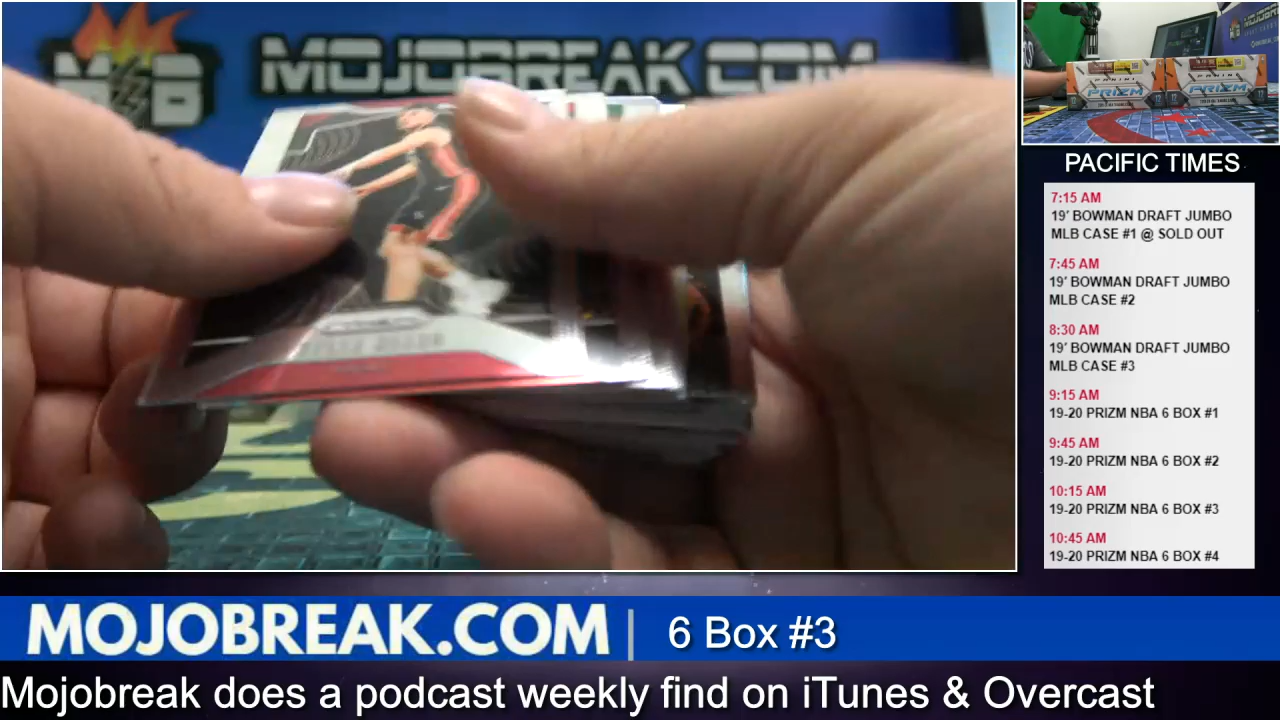 MOJOBREAK.COM
PANINI
PRIZM
PANINI
PRIZM
PACIFIC TIMES
7:15 AM
19' BOWMAN DRAFT JUMBO
MLB CASE #1 @ SOLD OUT
7:45 AM
19' BOWMAN DRAFT JUMBO
MLB CASE #2
8:30 AM
19' BOWMAN DRAFT JUMBO
MLB CASE #3
9:15 AM
19-20 PRIZM NBA 6 BOX #1
9:45 AM
19-20 PRIZM NBA 6 BOX #2
10:15 AM
19-20 PRIZM NBA 6 BOX #3
10:45 AM
19-20 PRIZM NBA 6 BOX #4
MOJOBREAK.COM | 6 Box #3
Mojobreak does a podcast weekly find on iTunes & Overcast